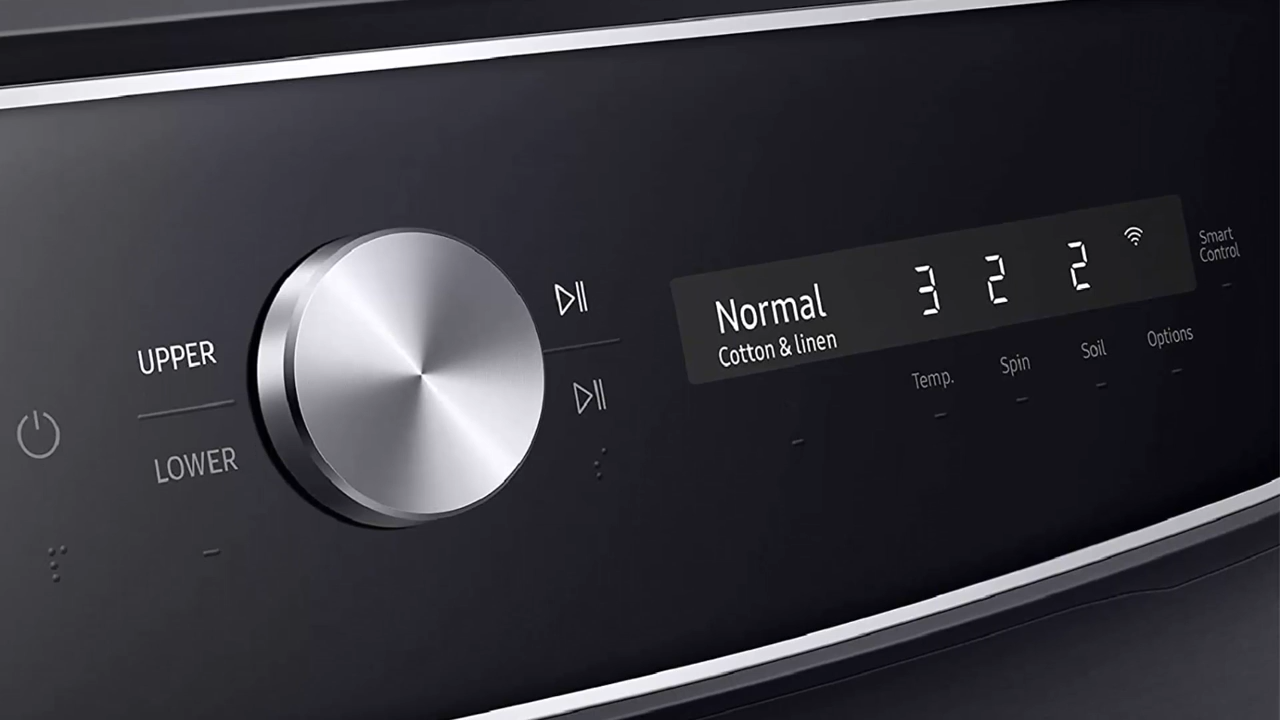 UPPER
LOWER
Normal
Cotton & linen
3 2 2
Temp.
Spin
Soil
Options
Smart
Control